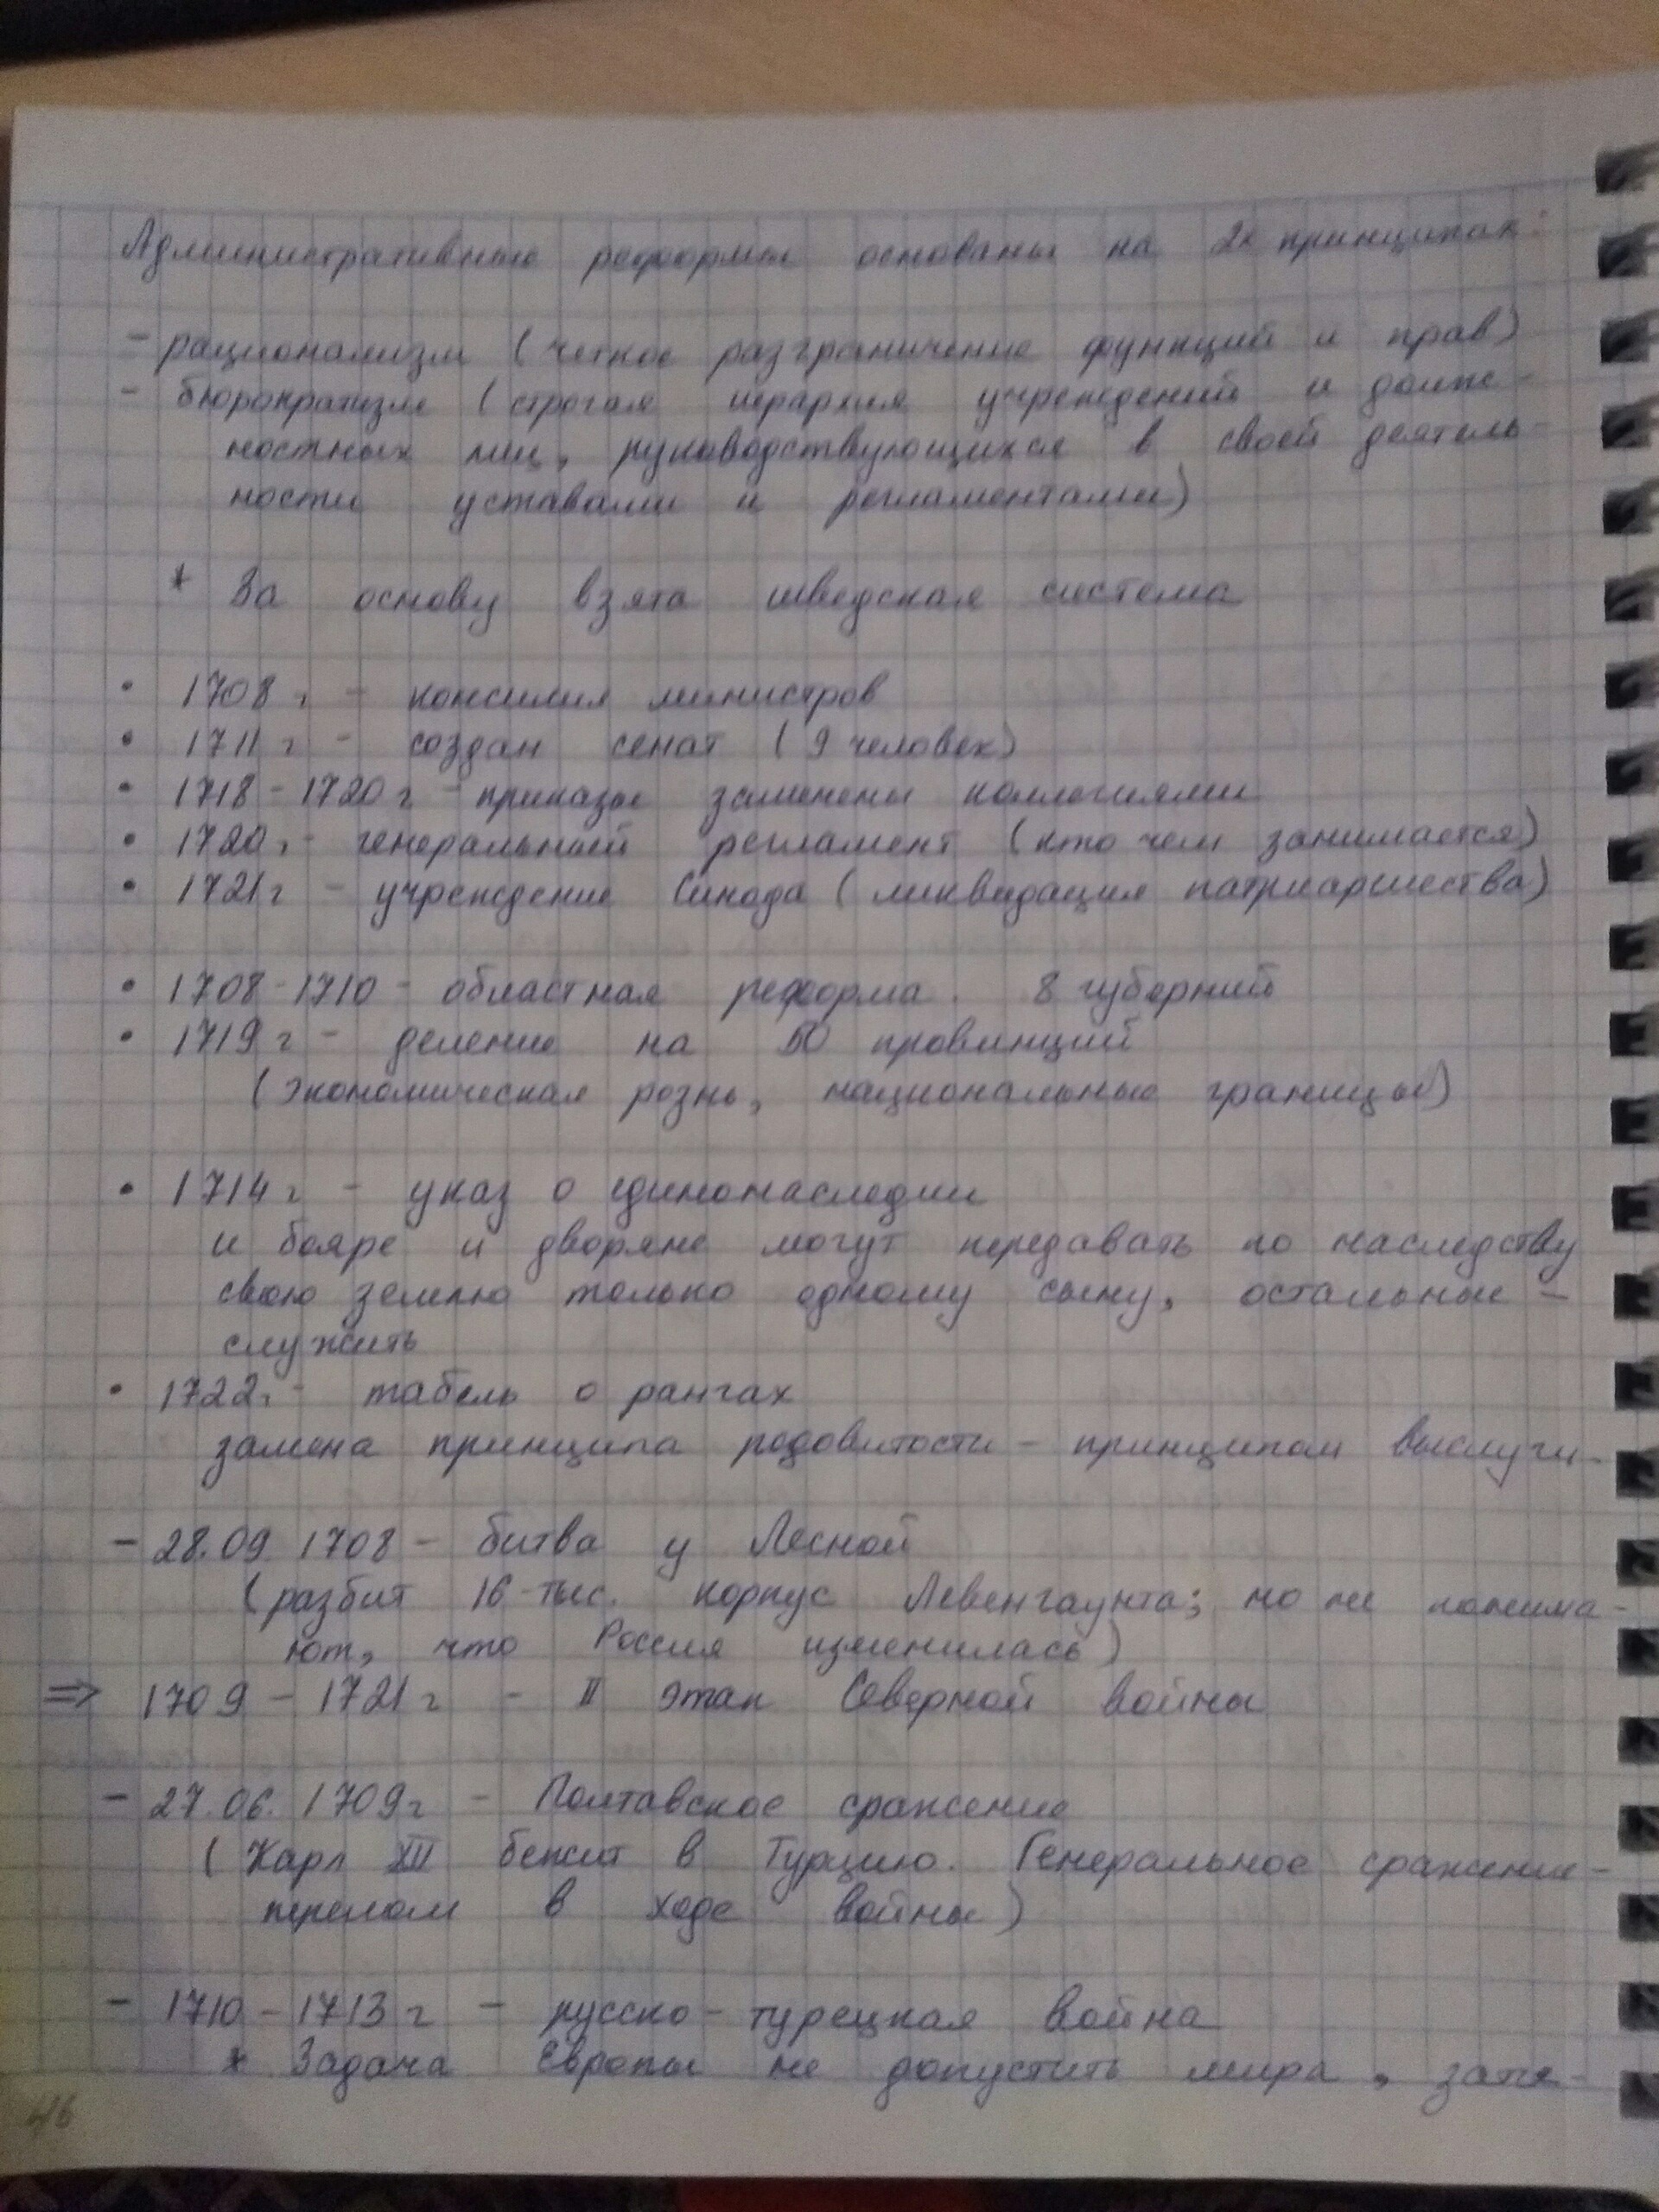 Административные реформы основаны на 2х принципах:
- рационализм (четкое разграничение функций и прав)
- бюрократизм (строгая иерархия учреждений и долж-
ностных лиц, руководствующихся в своей деятель-
ности уставами и регламентами)
* За основу взята шведская система
• 1708 г - консилия министров
• 1711 г - создан сенат (9 человек)
• 1718 - 1720 г - приказы заменены коллегиями
• 1720 г - генеральный регламент (кто чем занимается)
• 1721 г - учреждение Синода (ликвидация патриаршества)
• 1708 - 1710 - областная реформа. 8 губерний
• 1719 г - деление на 50 провинций
(экономическая рознь, национальные границы)
• 1714 г - указ о единонаследии
и бояре и дворяне могут передавать по наследству
свою землю только одному сыну, остальные -
служить
• 1722 г - табель о рангах
замена принципа родовитости - принципом выслуги.
- 28.09 1708 - битва у Лесной
(разбит 16-тыс. корпус Левенгаупта; но не понима-
ют, что Россия изменилась)
⇒ 1709 - 1721 г - II этап Северной войны
- 27.06. 1709 г - Полтавское сражение
(Карл XII бежит в Турцию. Генеральное сражение-
перелом в ходе войны)
- 1710 - 1713 г - русско-турецкая война
* Задача Европы не допустить мира, затя-
46